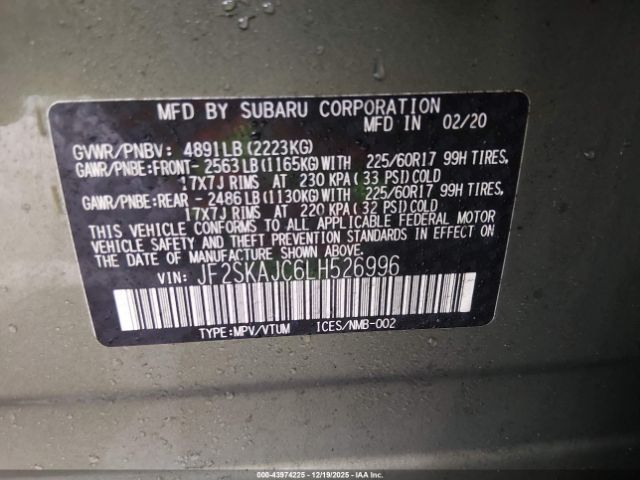 MFD BY SUBARU CORPORATION
MFD IN 02/20
GVWR/PNBV: 4891LB(2223KG)
GAWR/PNBE:FRONT- 2563LB(1165KG)WITH 225/60R17 99H TIRES,
17X7J RIMS AT 230 KPA(33 PSI)COLD
GAWR/PNBE:REAR - 2486LB(1130KG)WITH 225/60R17 99H TIRES,
17X7J RIMS AT 220 KPA(32 PSI)COLD
THIS VEHICLE CONFORMS TO ALL APPLICABLE FEDERAL MOTOR
VEHICLE SAFETY AND THEFT PREVENTION STANDARDS IN EFFECT ON
THE DATE OF MANUFACTURE SHOWN ABOVE.
VIN: JF2SKAJC6LH526996
TYPE:MPV/VTUM ICES/NMB-002
© IAA - 43974225 - 12/19/2025 - IAAI.COM